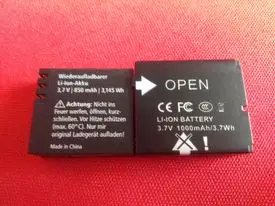 Wiederaufladbarer
Li-Ion-Akku
3,7 V | 850 mAh | 3,145 Wh
Achtung! Nicht öffnen, ins
Feuer werfen, öffnen, kurz-
schließen. Vor Hitze schützen
(max. 60°C). Nur mit dem
original Ladegerät aufladen!
Made in China
OPEN
LI-ION BATTERY
3.7V 1000mAh/3.7Wh